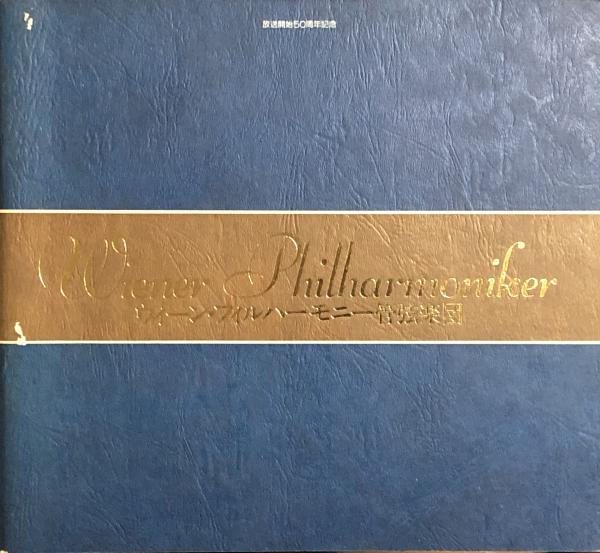 放送開始50周年記念
Wiener Philharmoniker
ウィーン・フィルハーモニー管弦楽団